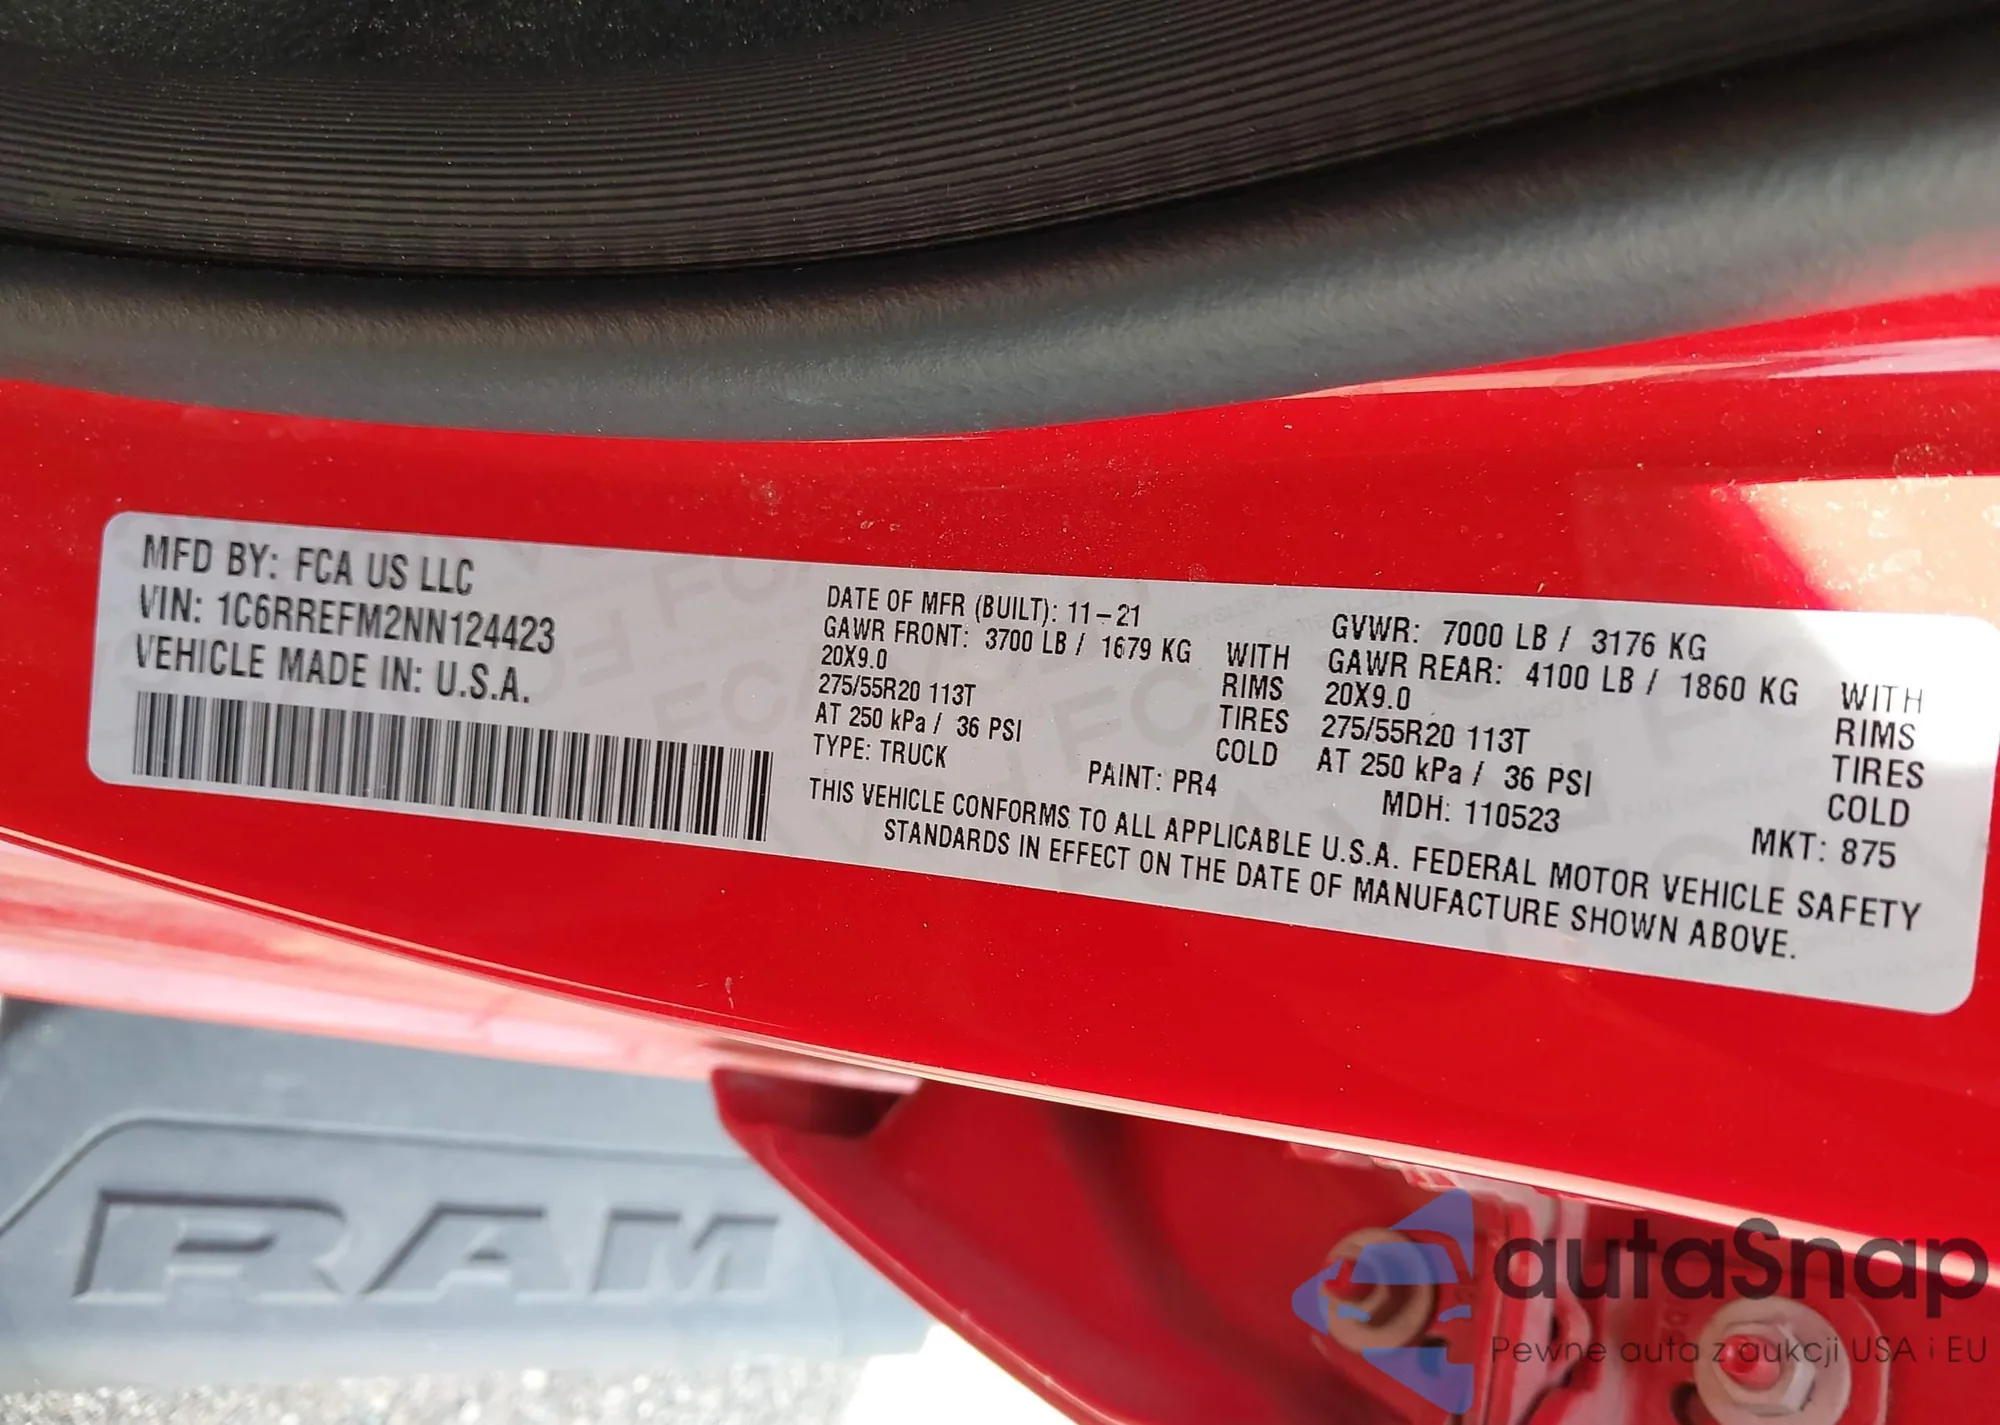 MFD BY: FCA US LLC
VIN: 1C6RREFM2NN124423
VEHICLE MADE IN: U.S.A.
DATE OF MFR (BUILT): 11-21
GAWR FRONT: 3700 LB / 1679 KG WITH
20X9.0 RIMS
275/55R20 113T TIRES
AT 250 kPa / 36 PSI COLD
TYPE: TRUCK
PAINT: PR4
GVWR: 7000 LB / 3176 KG
GAWR REAR: 4100 LB / 1860 KG WITH
20X9.0 RIMS
275/55R20 113T TIRES
AT 250 kPa / 36 PSI COLD
MDH: 110523
MKT: 875
THIS VEHICLE CONFORMS TO ALL APPLICABLE U.S.A. FEDERAL MOTOR VEHICLE SAFETY
STANDARDS IN EFFECT ON THE DATE OF MANUFACTURE SHOWN ABOVE.
RAM
autaSnap
Pewne auta z aukcji USA i EU